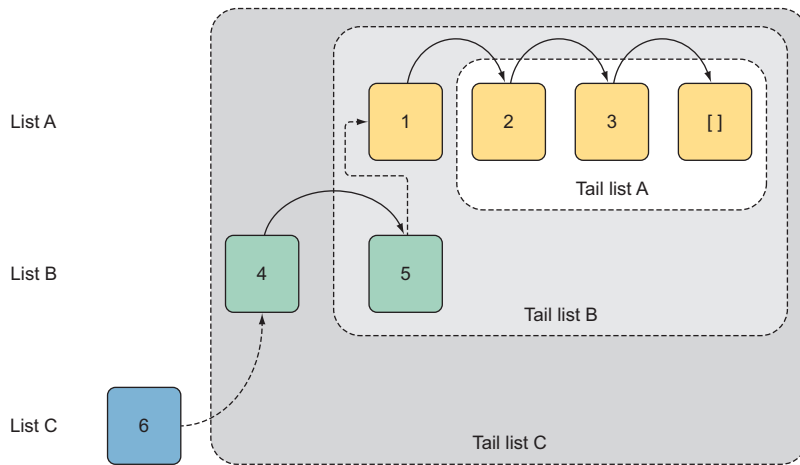 List A
1
2
3
[ ]
Tail list A
List B
4
5
Tail list B
List C
6
Tail list C